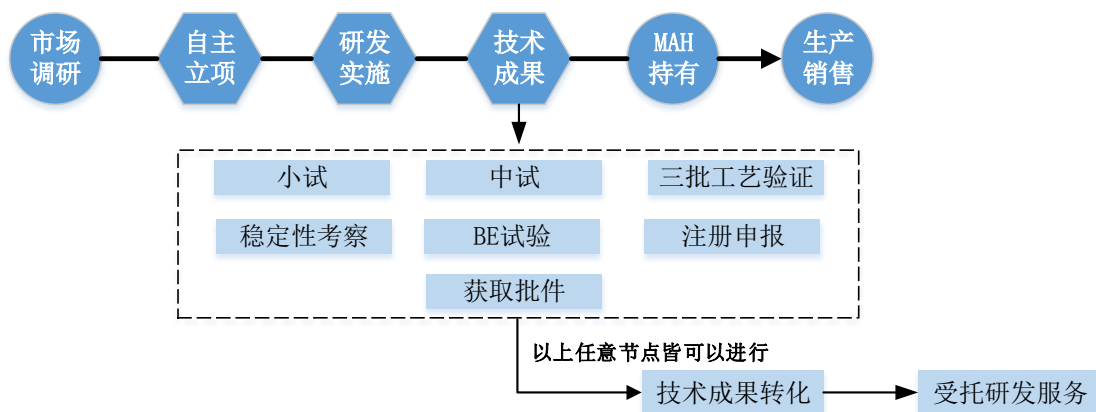 市场
调研
自主
立项
研发
实施
技术
成果
MAH
持有
生产
销售
小试
中试
三批工艺验证
稳定性考察
BE试验
注册申报
获取批件
以上任意节点皆可以进行
技术成果转化
受托研发服务